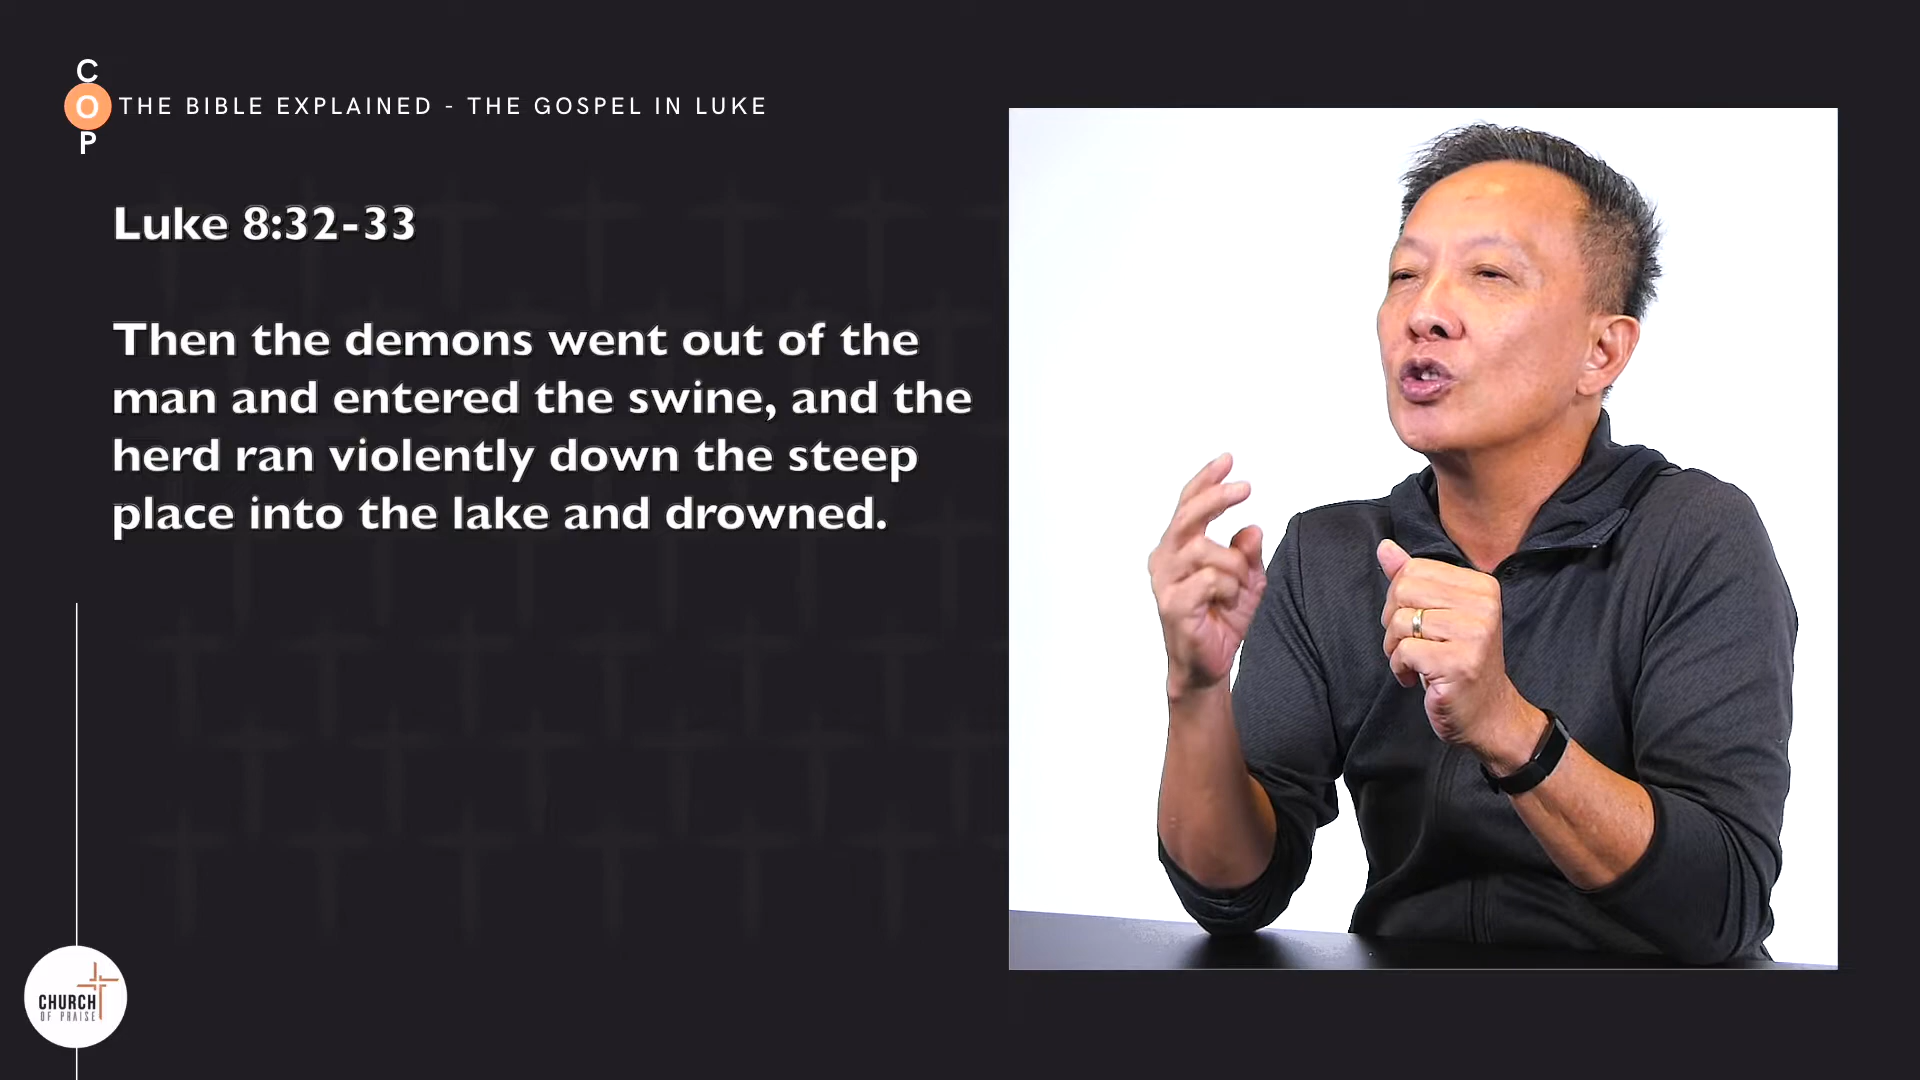 C
O
P
THE BIBLE EXPLAINED - THE GOSPEL IN LUKE
Luke 8:32-33
Then the demons went out of the
man and entered the swine, and the
herd ran violently down the steep
place into the lake and drowned.
CHURCH
OF PRAISE